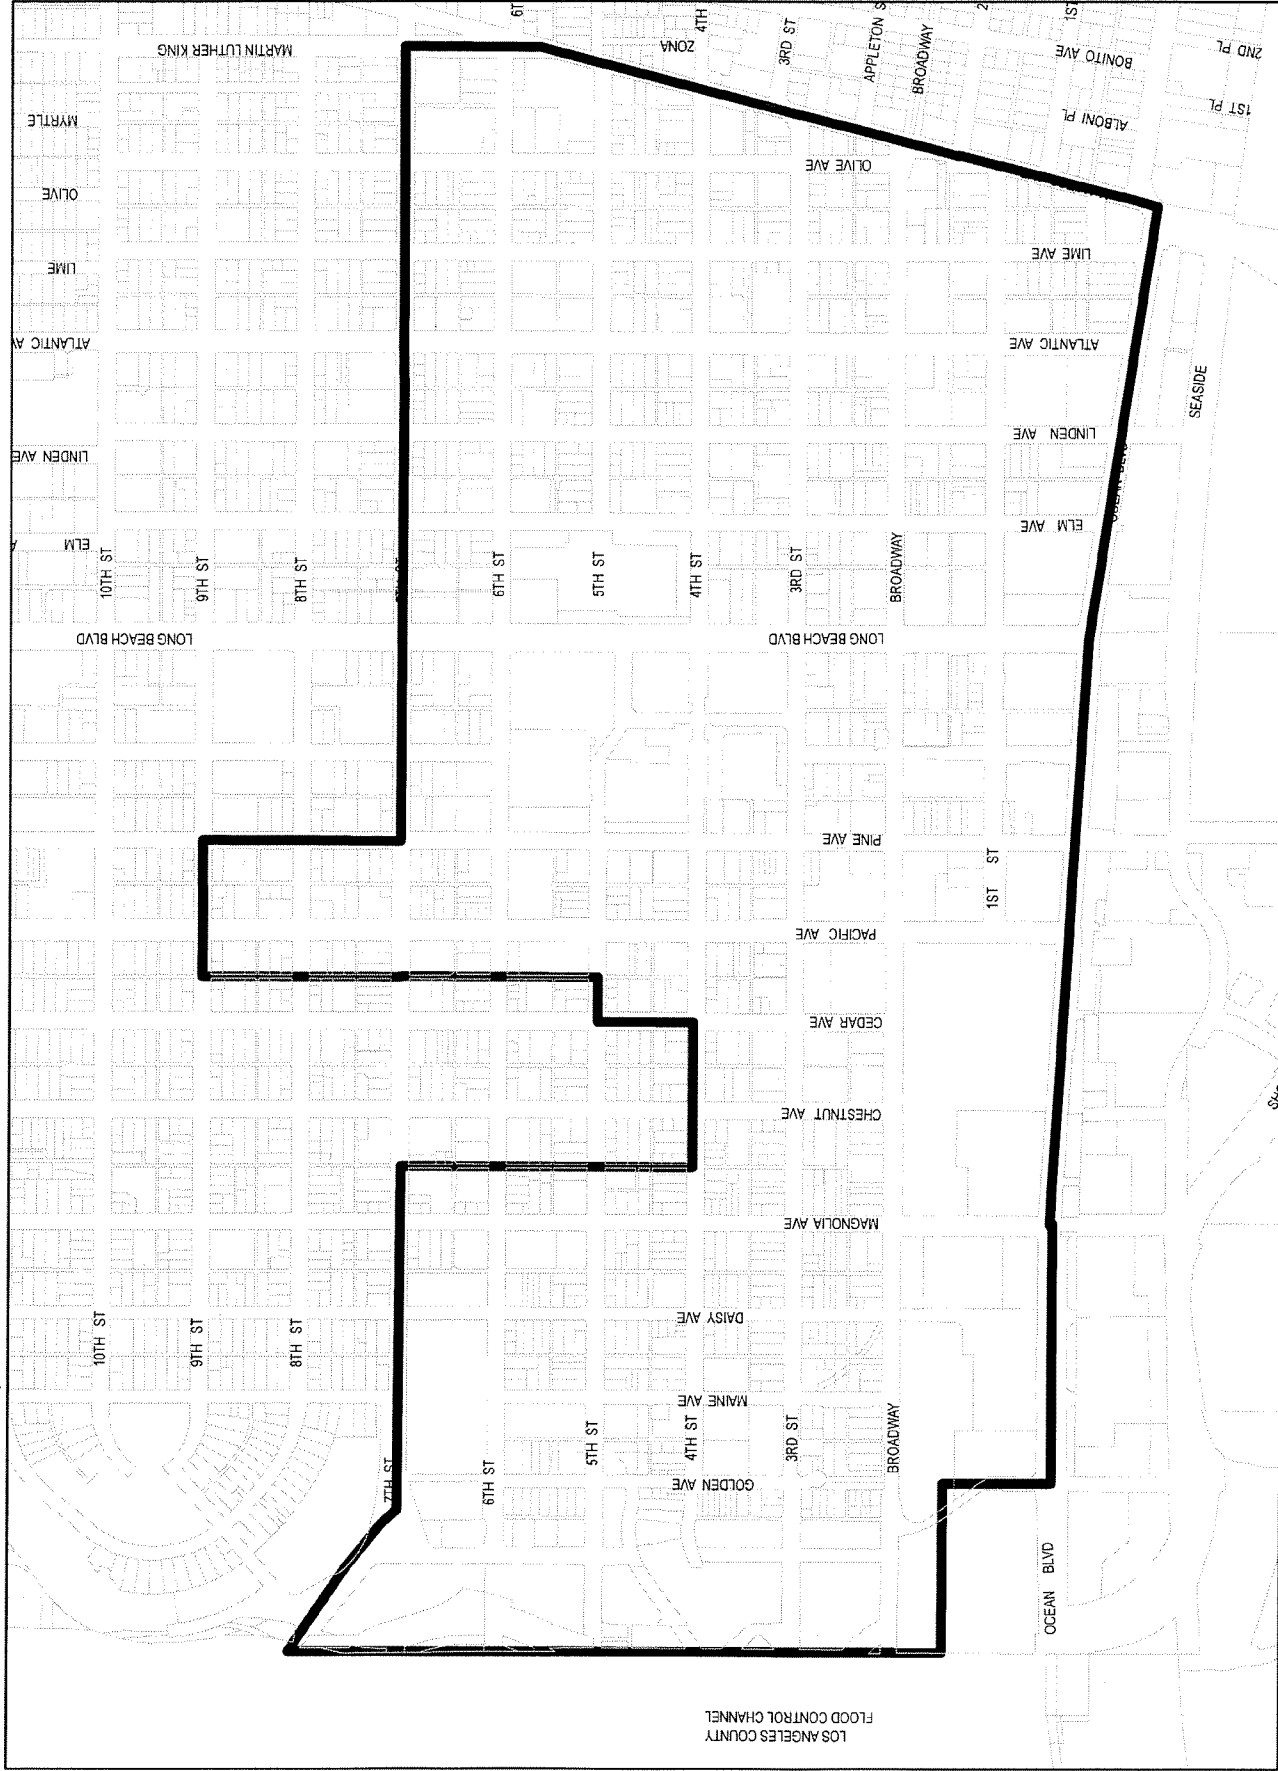 MARTIN LUTHER KING
MYRTLE
OLIVE
LIME
ATLANTIC AV
LINDEN AVE
ELM A
6T
ZONA
4TH
3RD ST
APPLETON S
BROADWAY
2
1ST
BONITO AVE
2ND PL
ALBONI PL
1ST PL
OLIVE AVE
LIME AVE
ATLANTIC AVE
SEASIDE
LINDEN AVE
ELM AVE
10TH ST
9TH ST
8TH ST
6TH ST
5TH ST
4TH ST
3RD ST
BROADWAY
LONG BEACH BLVD
LONG BEACH BLVD
PINE AVE
1ST ST
PACIFIC AVE
CEDAR AVE
CHESTNUT AVE
MAGNOLIA AVE
DAISY AVE
MAINE AVE
GOLDEN AVE
10TH ST
9TH ST
8TH ST
7TH ST
6TH ST
5TH ST
4TH ST
3RD ST
BROADWAY
OCEAN BLVD
LOS ANGELES COUNTY
FLOOD CONTROL CHANNEL